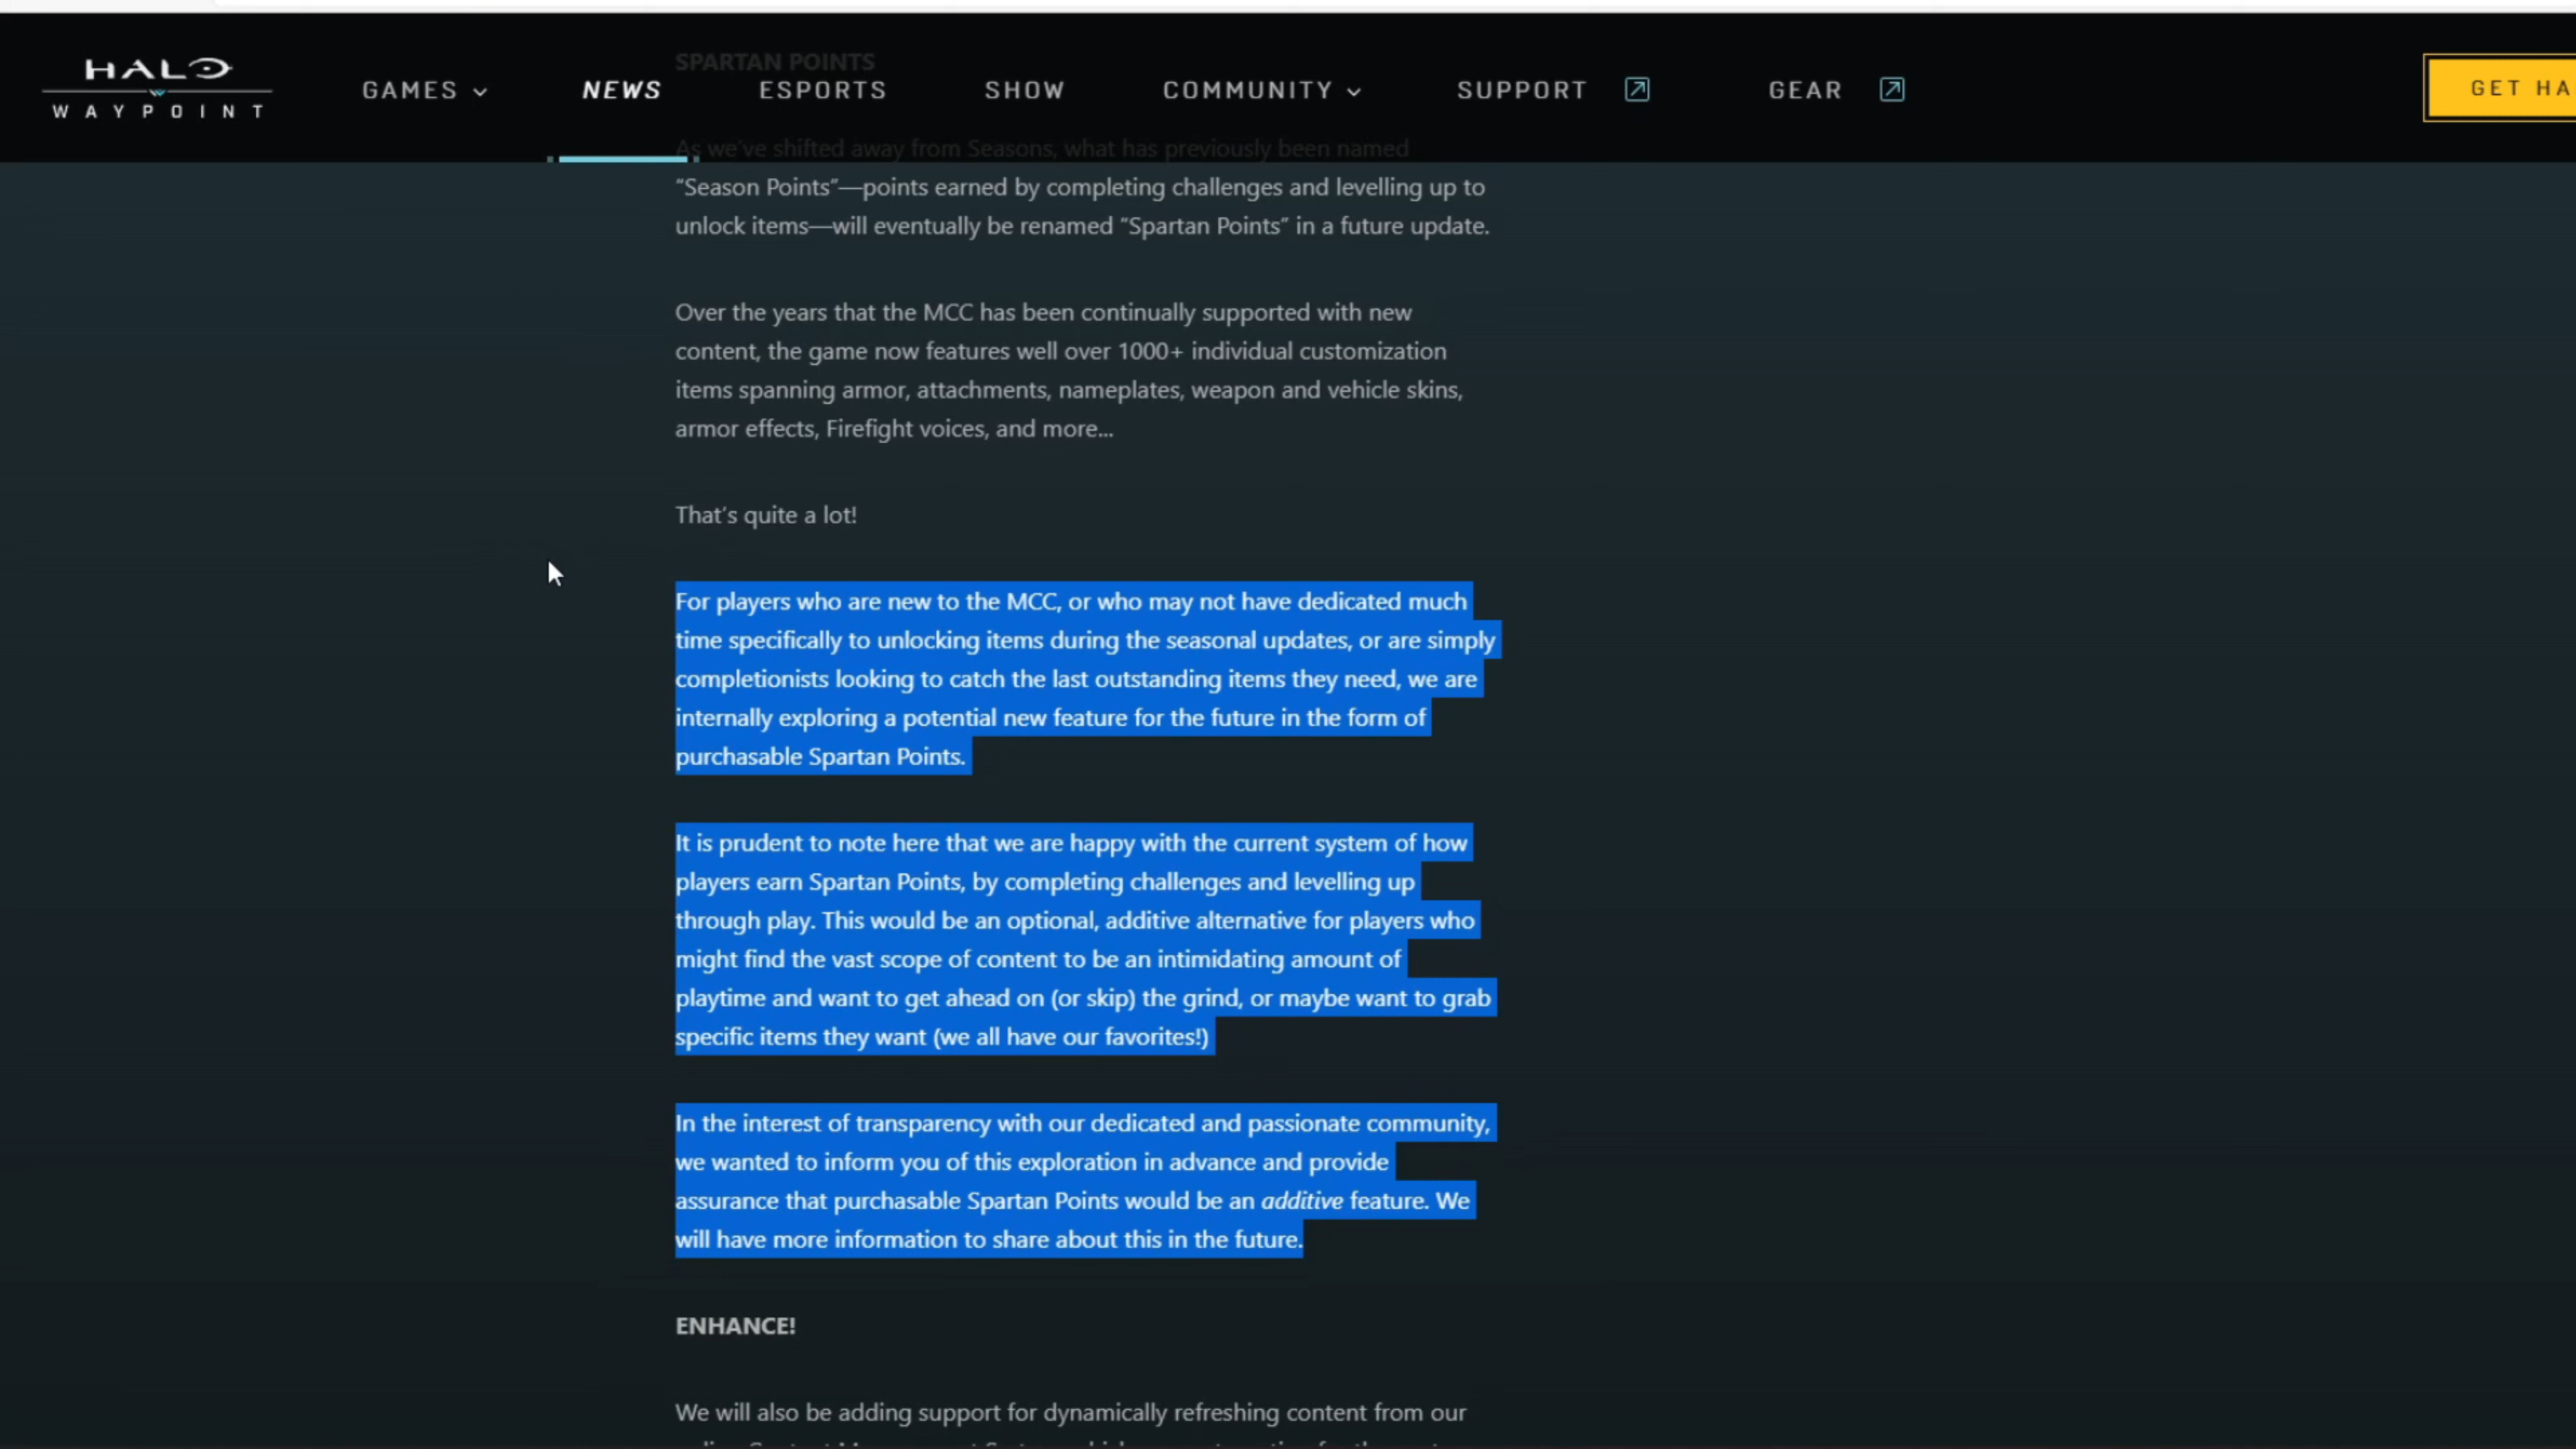 HALO
WAYPOINT
GAMES
NEWS
ESPORTS
SHOW
COMMUNITY
SUPPORT
GEAR
GET HA
SPARTAN POINTS
As we've shifted away from Seasons, what has previously been named
“Season Points”—points earned by completing challenges and levelling up to
unlock items—will eventually be renamed “Spartan Points” in a future update.
Over the years that the MCC has been continually supported with new
content, the game now features well over 1000+ individual customization
items spanning armor, attachments, nameplates, weapon and vehicle skins,
armor effects, Firefight voices, and more...
That's quite a lot!
For players who are new to the MCC, or who may not have dedicated much
time specifically to unlocking items during the seasonal updates, or are simply
completionists looking to catch the last outstanding items they need, we are
internally exploring a potential new feature for the future in the form of
purchasable Spartan Points.
It is prudent to note here that we are happy with the current system of how
players earn Spartan Points, by completing challenges and levelling up
through play. This would be an optional, additive alternative for players who
might find the vast scope of content to be an intimidating amount of
playtime and want to get ahead on (or skip) the grind, or maybe want to grab
specific items they want (we all have our favorites!)
In the interest of transparency with our dedicated and passionate community,
we wanted to inform you of this exploration in advance and provide
assurance that purchasable Spartan Points would be an additive feature. We
will have more information to share about this in the future.
ENHANCE!
We will also be adding support for dynamically refreshing content from our